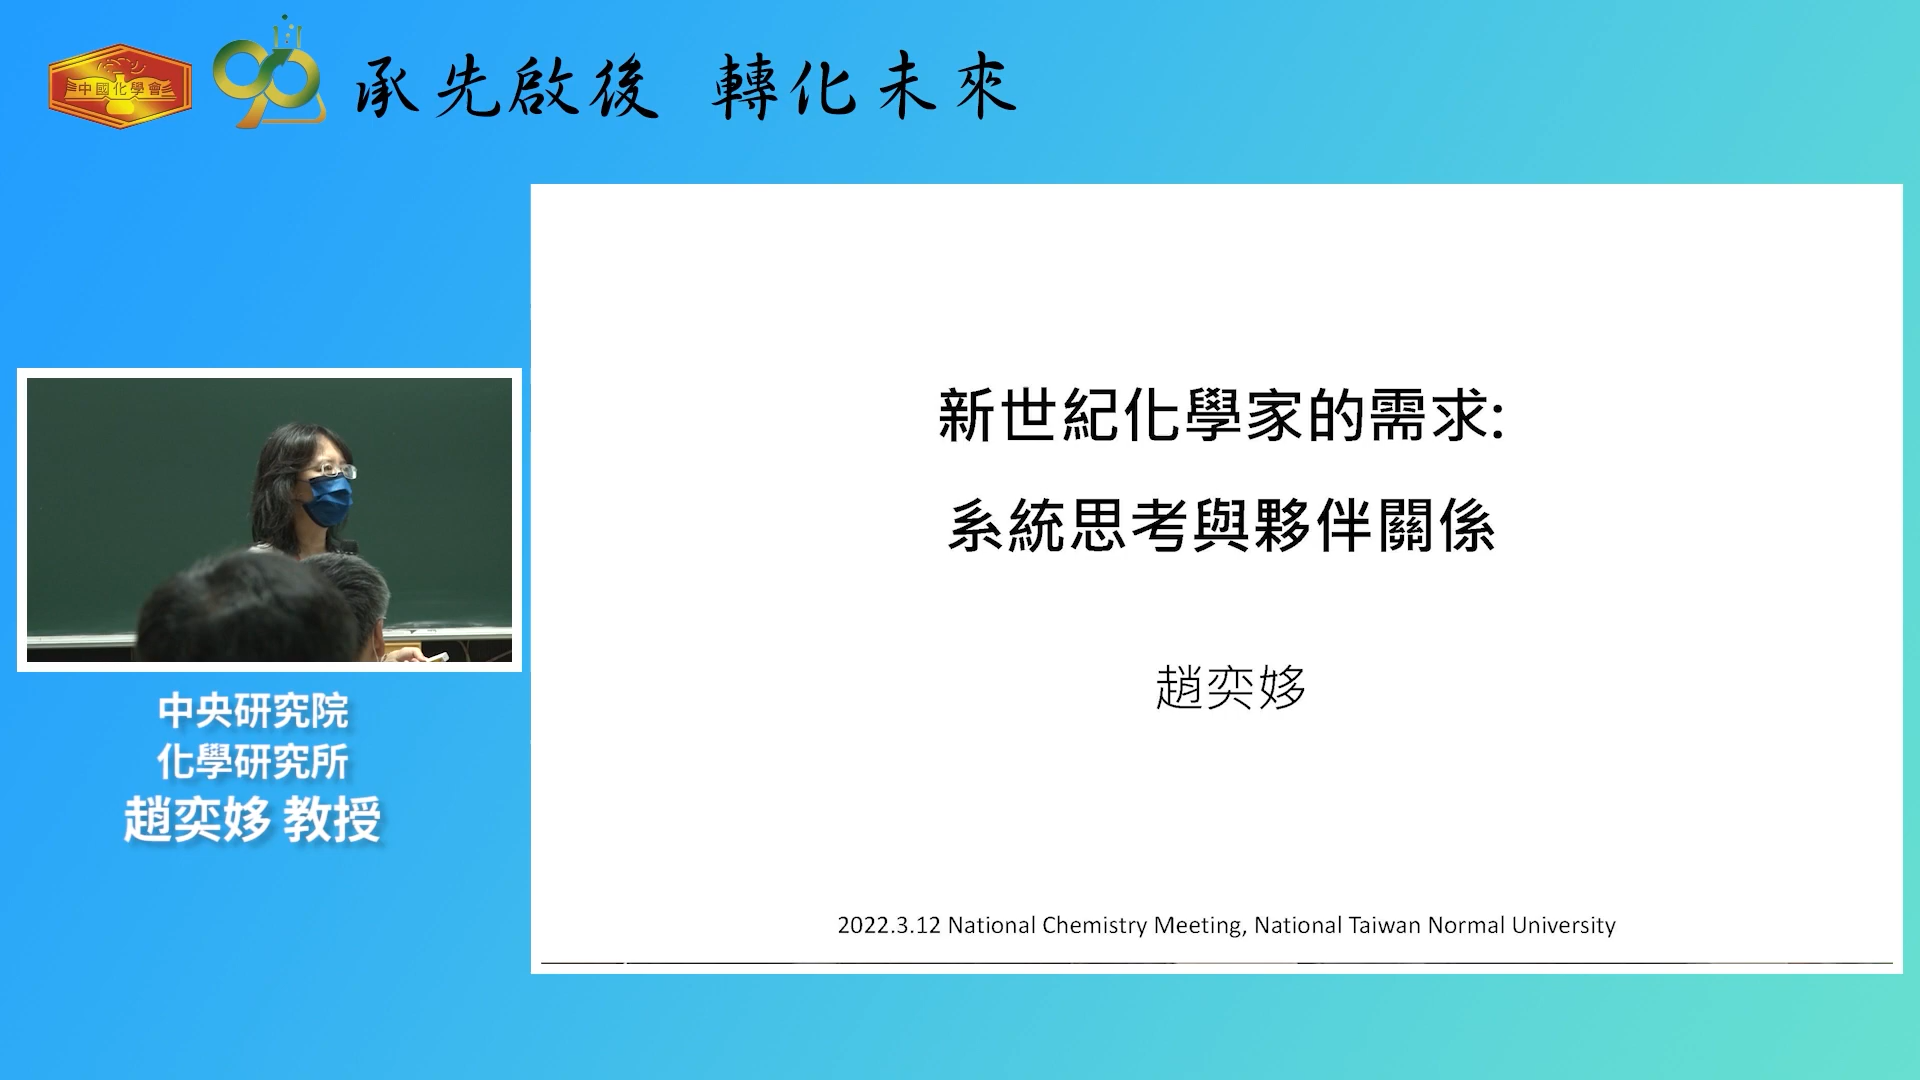 中國化學會
90
承先啟後 轉化未來
新世紀化學家的需求:
系統思考與夥伴關係
趙奕姼
2022.3.12 National Chemistry Meeting, National Taiwan Normal University
中央研究院
化學研究所
趙奕姼 教授